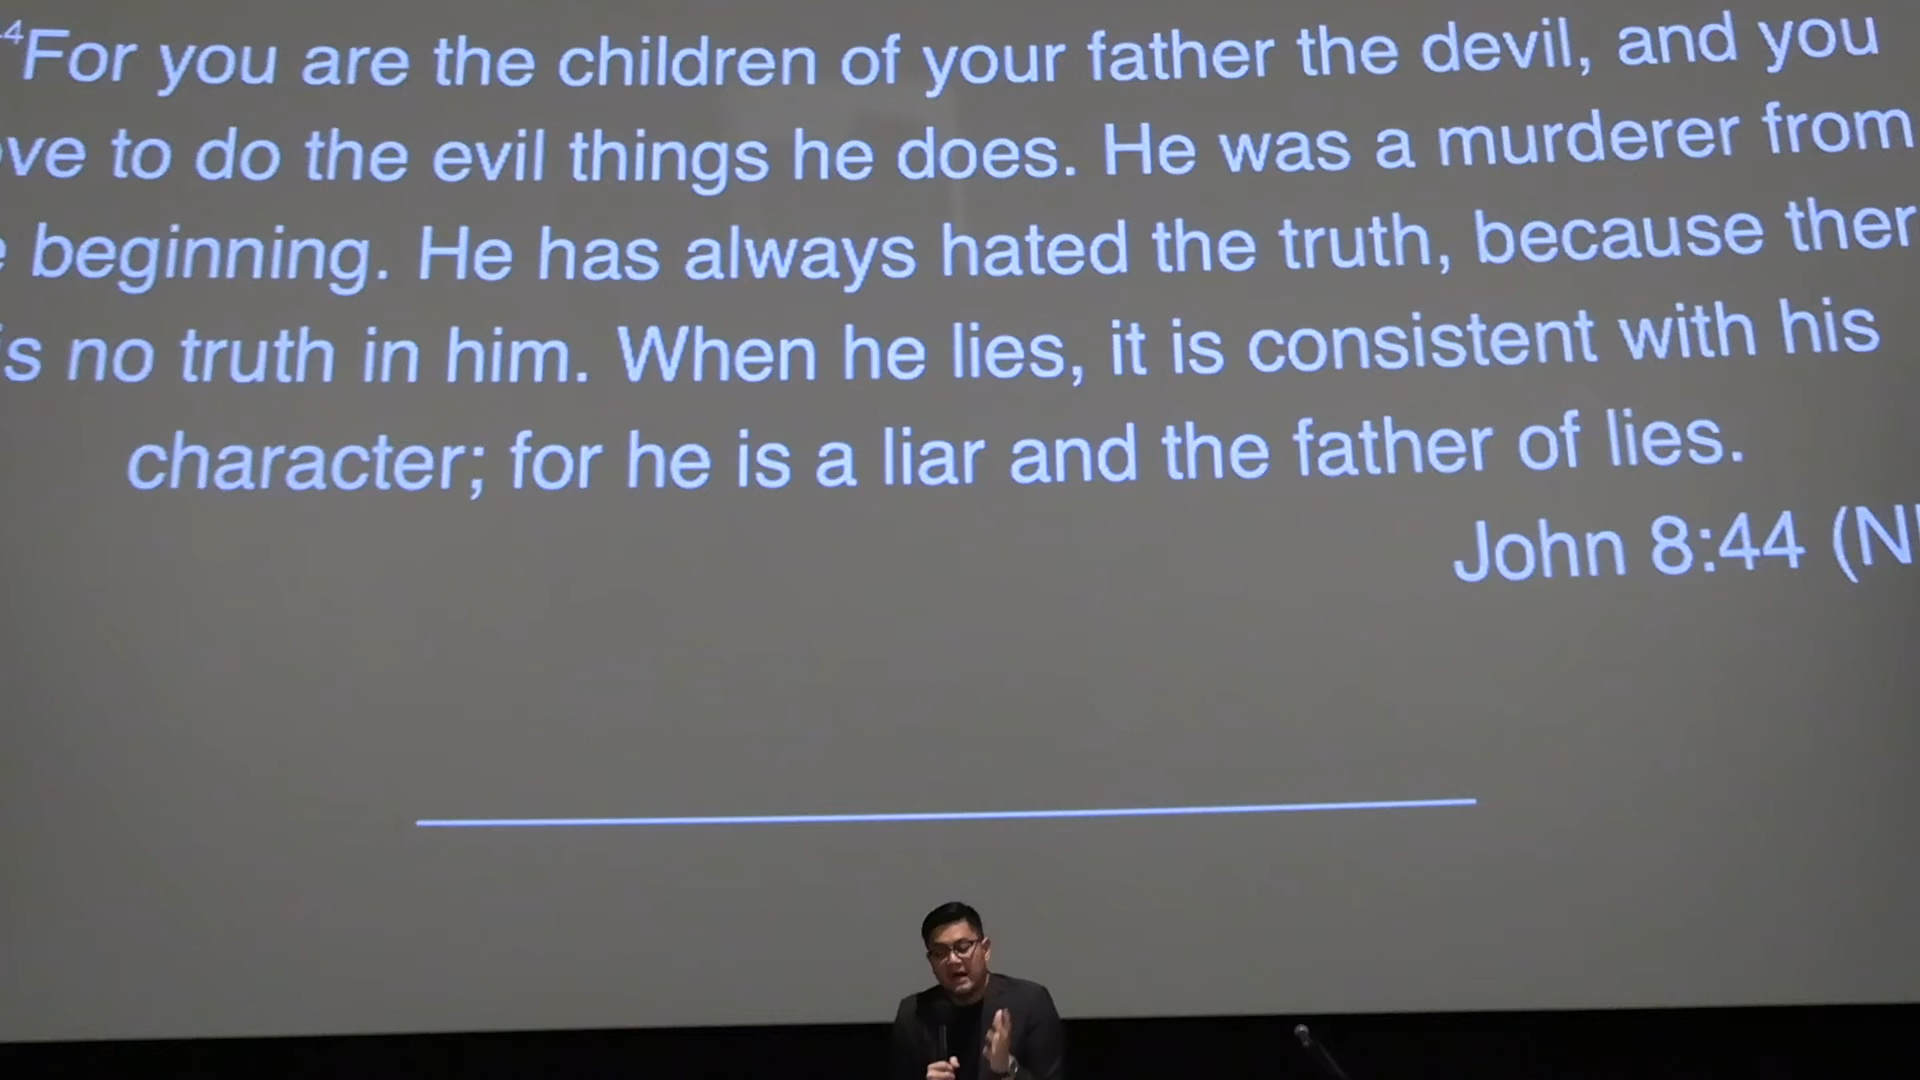 4For you are the children of your father the devil, and you
ve to do the evil things he does. He was a murderer from
e beginning. He has always hated the truth, because ther
s no truth in him. When he lies, it is consistent with his
character; for he is a liar and the father of lies.
John 8:44 (N